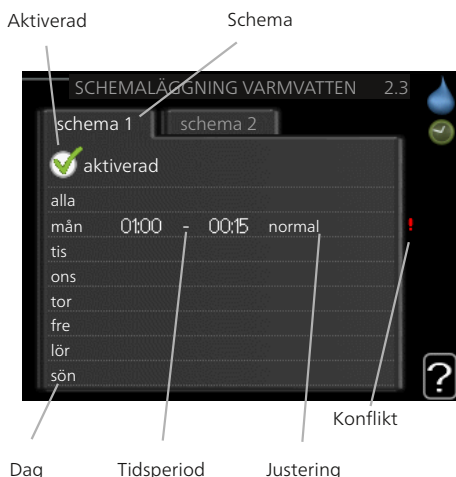 Aktiverad Schema
SCHEMALÄGGNING VARMVATTEN 2.3
schema 1 schema 2
aktiverad
alla
mån 01:00 - 00:15 normal !
tis
ons
tor
fre
lör
sön ?
Konflikt
Dag Tidsperiod Justering